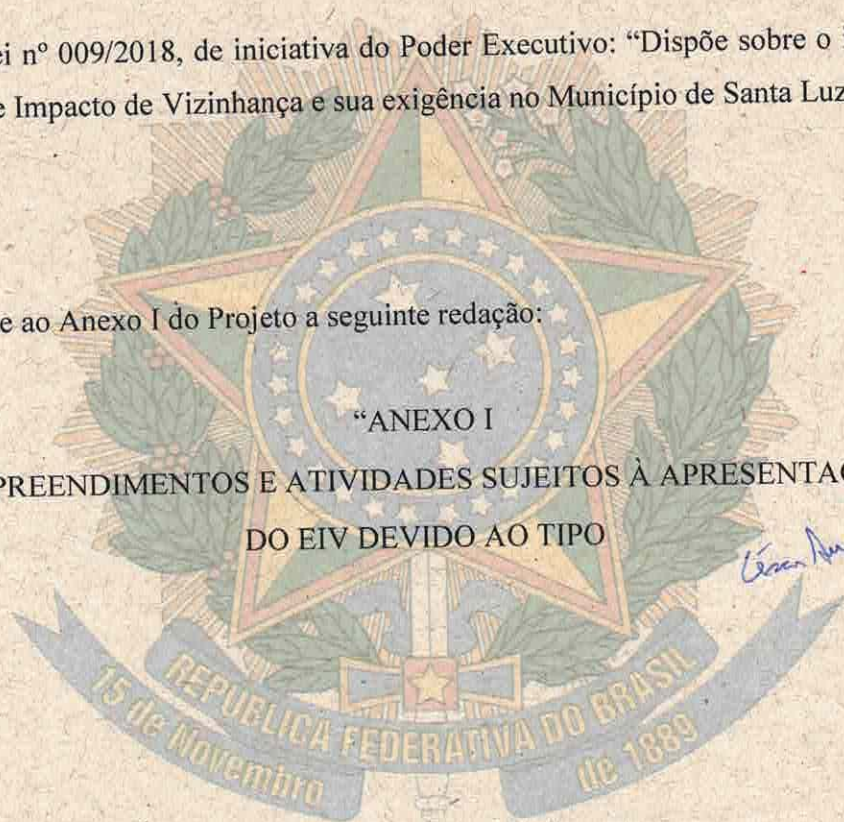 ei nº 009/2018, de iniciativa do Poder Executivo: “Dispõe sobre o
e Impacto de Vizinhança e sua exigência no Município de Santa Luz
e ao Anexo I do Projeto a seguinte redação:
“ANEXO I
PREENDIMENTOS E ATIVIDADES SUJEITOS À APRESENTAÇ
DO EIV DEVIDO AO TIPO
César
REPUBLICA FEDERATIVA DO BRASIL
15 de Novembro
de 1889